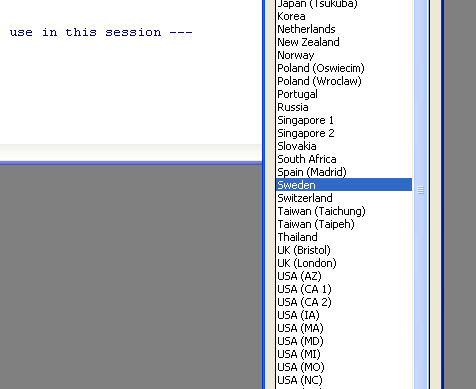 Japan (Tsukuba)
Korea
use in this session ---
Netherlands
New Zealand
Norway
Poland (Oswiecim)
Poland (Wroclaw)
Portugal
Russia
Singapore 1
Singapore 2
Slovakia
South Africa
Spain (Madrid)
Sweden
Switzerland
Taiwan (Taichung)
Taiwan (Taipeh)
Thailand
UK (Bristol)
UK (London)
USA (AZ)
USA (CA 1)
USA (CA 2)
USA (IA)
USA (MA)
USA (MD)
USA (MI)
USA (MO)
USA (NC)